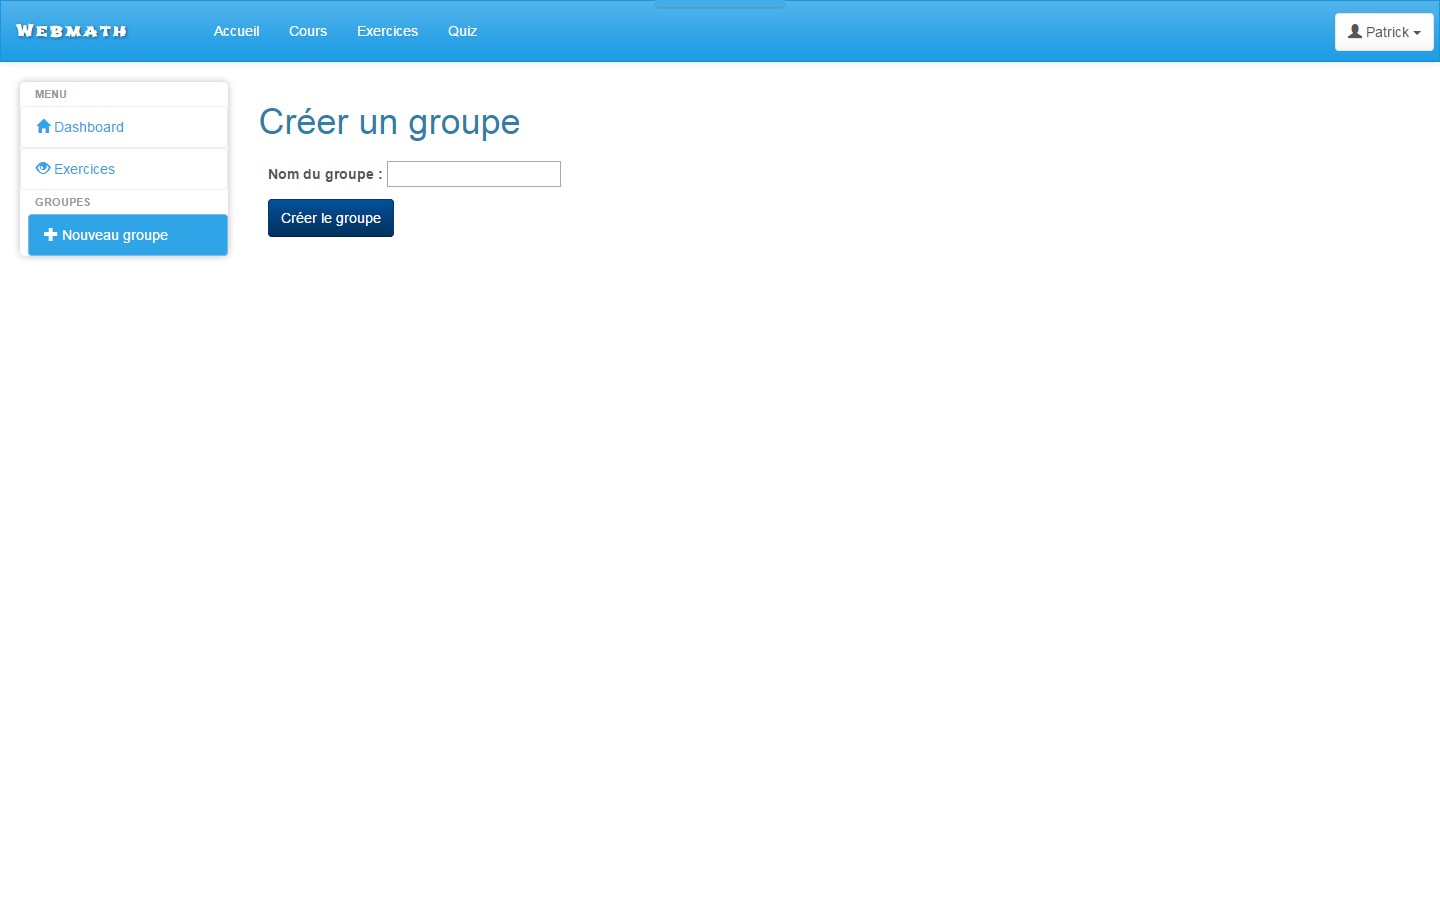 WEBMATH
Accueil Cours Exercices Quiz
Patrick
MENU
Dashboard
Exercices
GROUPES
Nouveau groupe
Créer un groupe
Nom du groupe :
Créer le groupe